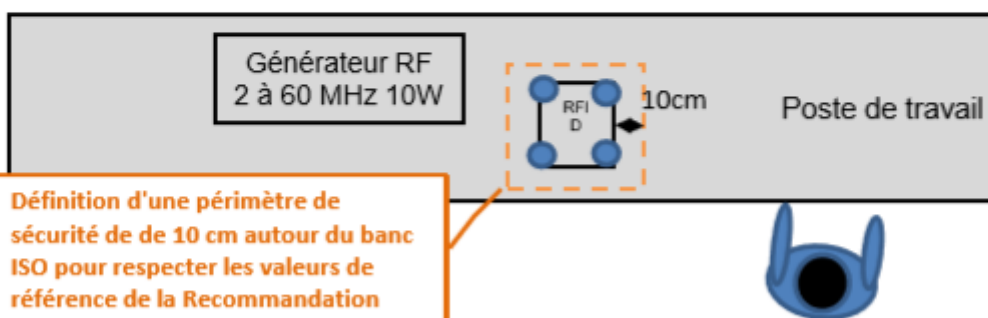 Générateur RF
2 à 60 MHz 10W
RFI
D
10cm
Poste de travail
Définition d'une périmètre de
sécurité de de 10 cm autour du banc
ISO pour respecter les valeurs de
référence de la Recommandation